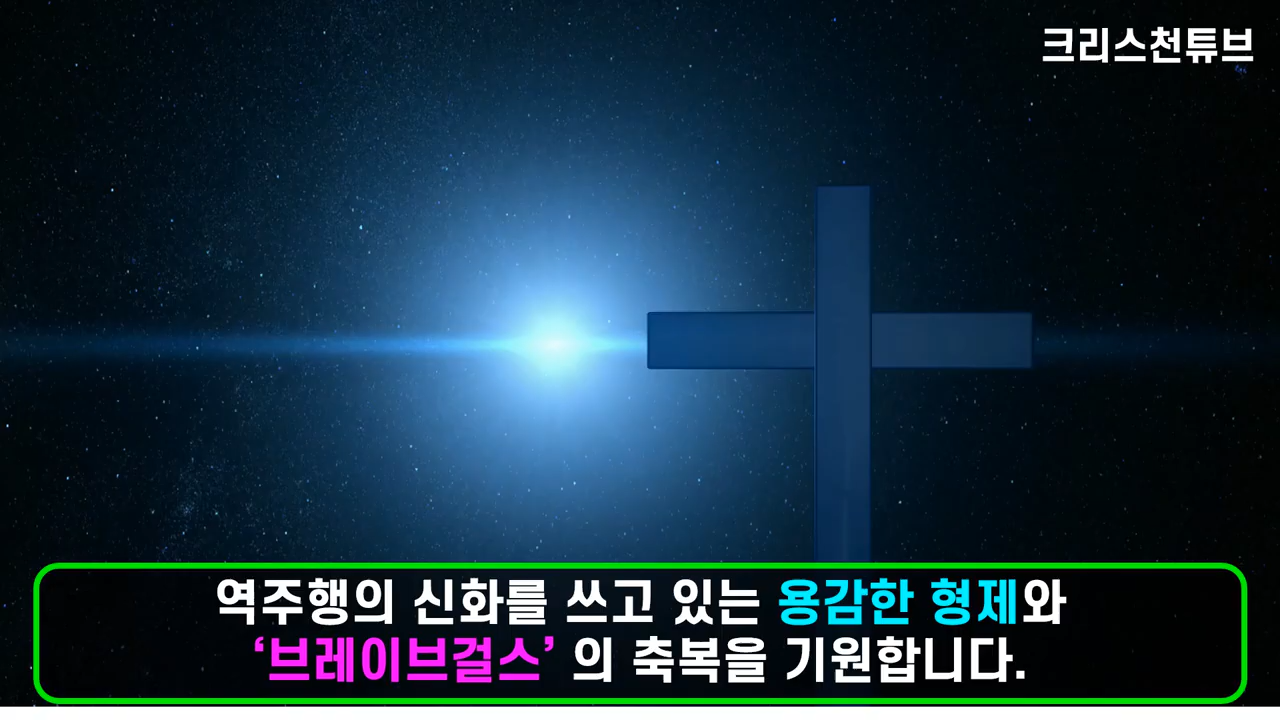 크리스천튜브
역주행의 신화를 쓰고 있는 용감한 형제와
‘브레이브걸스’ 의 축복을 기원합니다.